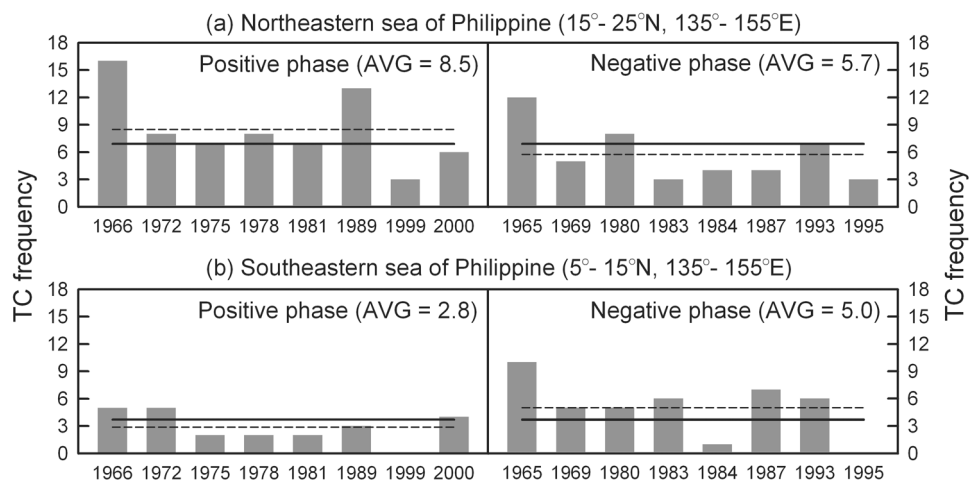 (a) Northeastern sea of Philippine (15°- 25°N, 135°- 155°E)
18 Positive phase (AVG = 8.5) Negative phase (AVG = 5.7) 18
15 15
12 12
9 9
6 6
3 3
0 0
1966 1972 1975 1978 1981 1989 1999 2000 1965 1969 1980 1983 1984 1987 1993 1995
TC frequency
TC frequency
(b) Southeastern sea of Philippine (5°- 15°N, 135°- 155°E)
18 Positive phase (AVG = 2.8) Negative phase (AVG = 5.0) 18
15 15
12 12
9 9
6 6
3 3
0 0
1966 1972 1975 1978 1981 1989 1999 2000 1965 1969 1980 1983 1984 1987 1993 1995